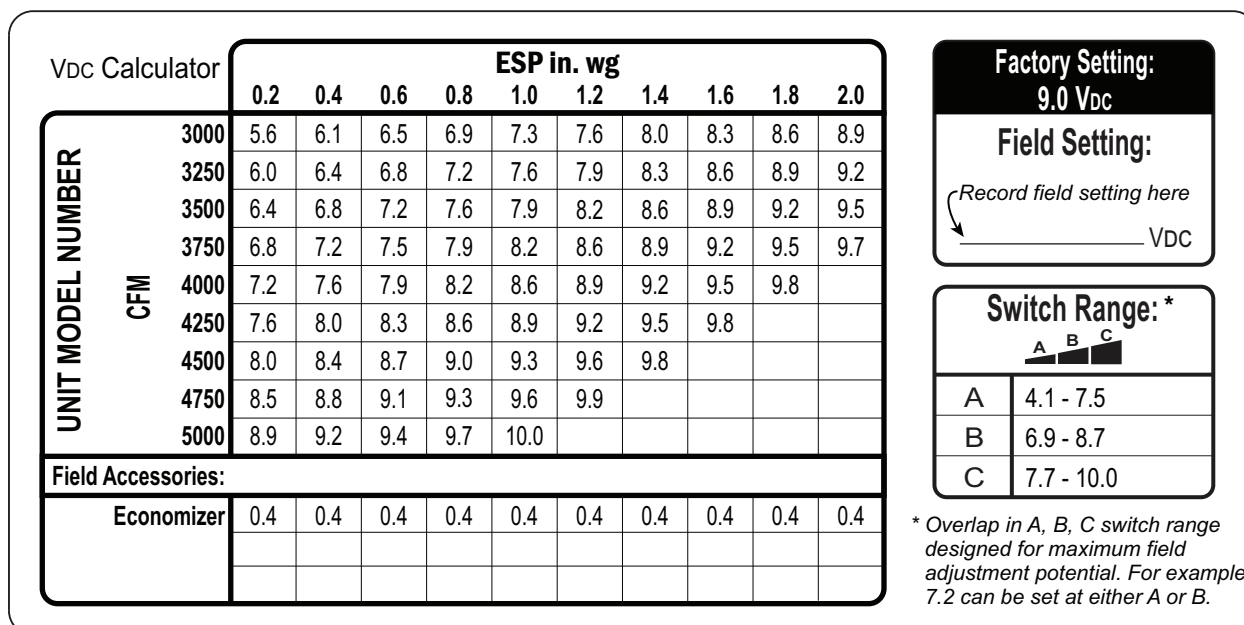 VDC Calculator
ESP in. wg
0.2 0.4 0.6 0.8 1.0 1.2 1.4 1.6 1.8 2.0
UNIT MODEL NUMBER
CFM
3000 5.6 6.1 6.5 6.9 7.3 7.6 8.0 8.3 8.6 8.9
3250 6.0 6.4 6.8 7.2 7.6 7.9 8.3 8.6 8.9 9.2
3500 6.4 6.8 7.2 7.6 7.9 8.2 8.6 8.9 9.2 9.5
3750 6.8 7.2 7.5 7.9 8.2 8.6 8.9 9.2 9.5 9.7
4000 7.2 7.6 7.9 8.2 8.6 8.9 9.2 9.5 9.8
4250 7.6 8.0 8.3 8.6 8.9 9.2 9.5 9.8
4500 8.0 8.4 8.7 9.0 9.3 9.6 9.8
4750 8.5 8.8 9.1 9.3 9.6 9.9
5000 8.9 9.2 9.4 9.7 10.0
Field Accessories:
Economizer 0.4 0.4 0.4 0.4 0.4 0.4 0.4 0.4 0.4 0.4
Factory Setting:
9.0 VDC
Field Setting:
Record field setting here
VDC
Switch Range: *
A B C
A 4.1 - 7.5
B 6.9 - 8.7
C 7.7 - 10.0
* Overlap in A, B, C switch range
designed for maximum field
adjustment potential. For example
7.2 can be set at either A or B.